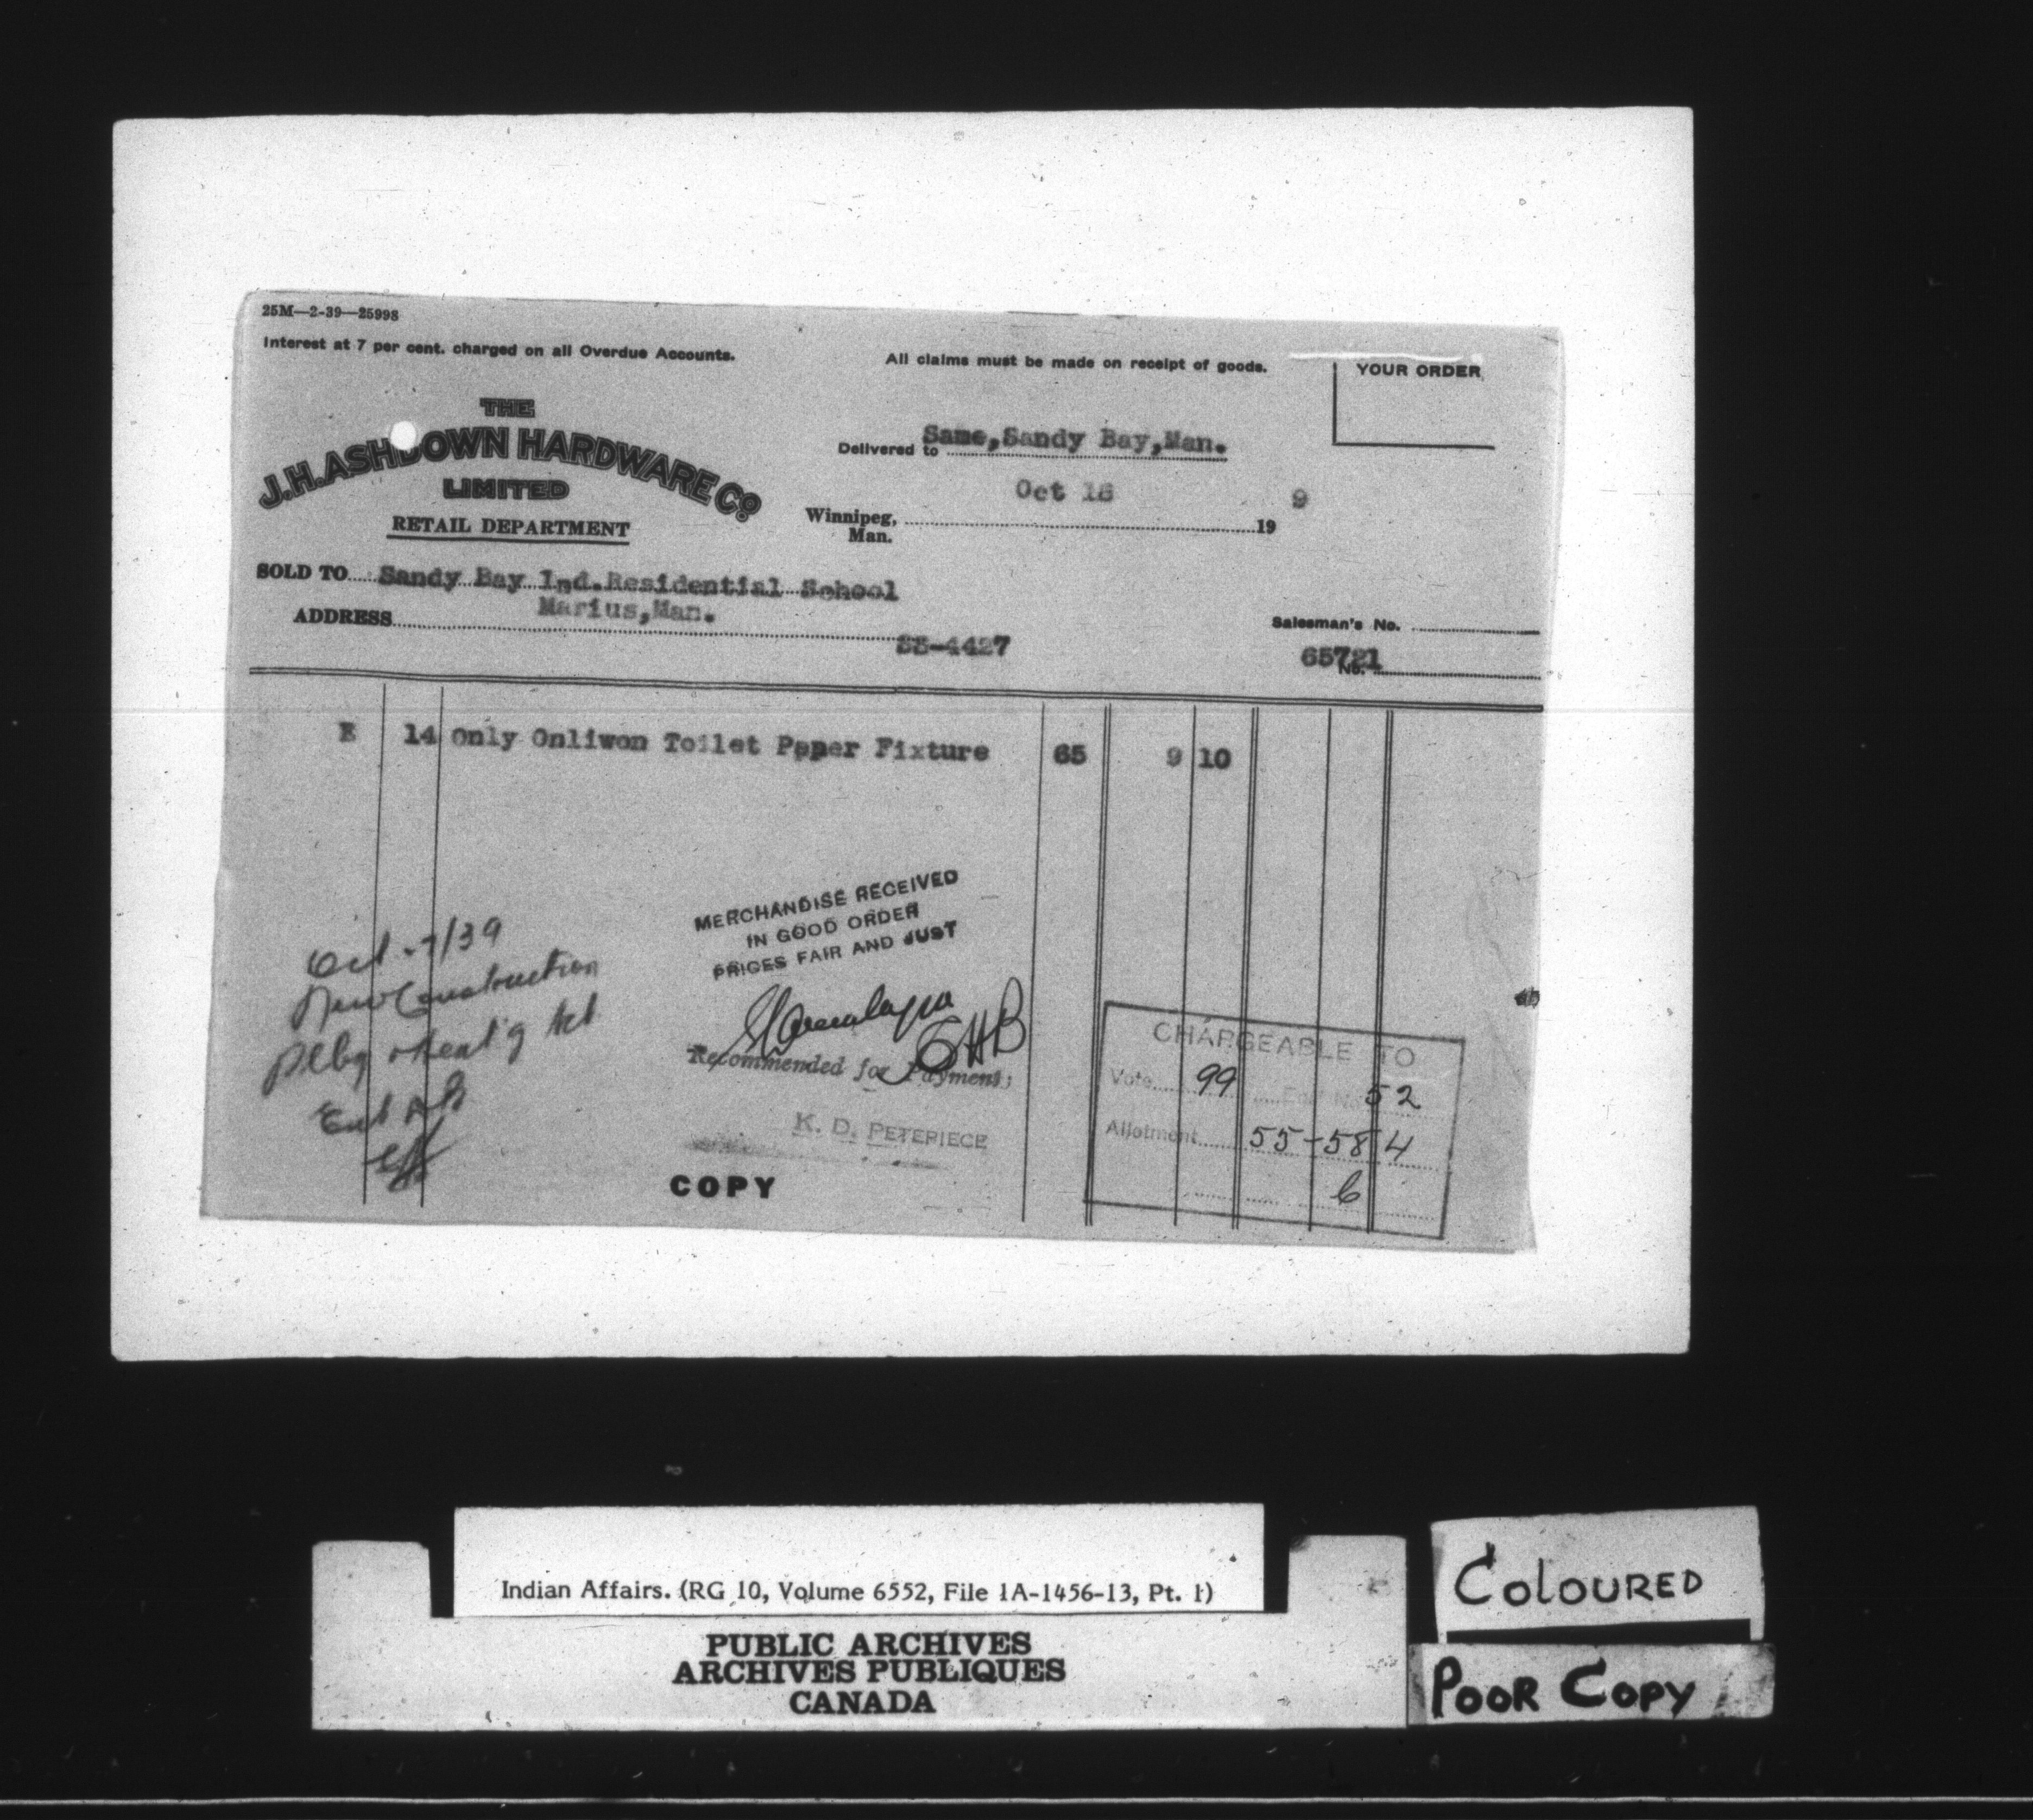 25M—2-39—25998
Interest at 7 per cent. charged on all Overdue Accounts.
All claims must be made on receipt of goods.
YOUR ORDER
THE
J.H. ASHDOWN HARDWARE Co.
LIMITED
RETAIL DEPARTMENT
Delivered to Same,Sandy Bay,Man.
Winnipeg, Man. Oct 18 19 9
SOLD TO Sandy Bay Ind.Residential School
ADDRESS Marius,Man.
SS-4427
Salesman's No.
65721
No.
E 14 Only Onliwon Toilet Paper Fixture 65 9 10
MERCHANDISE RECEIVED
IN GOOD ORDER
PRICES FAIR AND JUST
Oct 7/39
New Construction
Plbg & Heat'g
GHB
Recommended for Payment:
K. D. PETEPIECE
COPY
CHARGEABLE TO
Vote 99 52
Allotment 55-584
6
Indian Affairs. (RG 10, Volume 6552, File 1A-1456-13, Pt. 1)
PUBLIC ARCHIVES
ARCHIVES PUBLIQUES
CANADA
COLOURED
POOR COPY